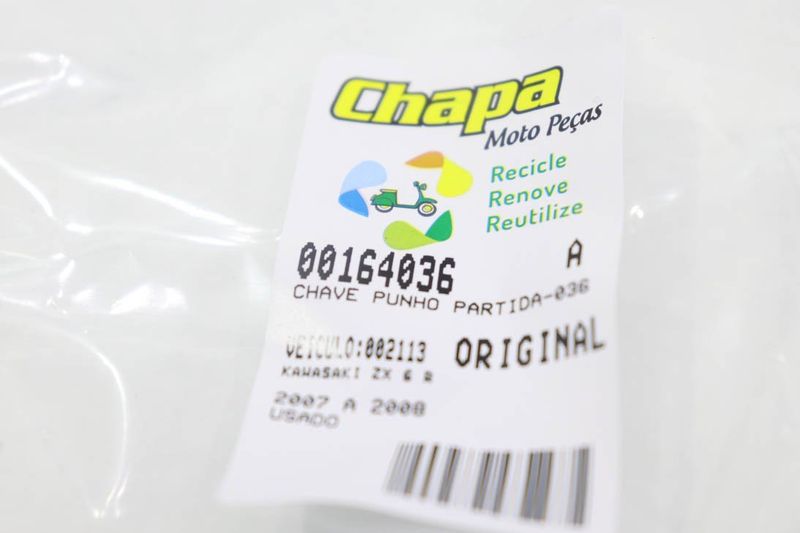 Chapa
Moto Peças
Recicle
Renove
Reutilize
00164036 A
CHAVE PUNHO PARTIDA-036
VEICULO:002113 ORIGINAL
KAWASAKI ZX 6 R
2007 A 2008
USADO